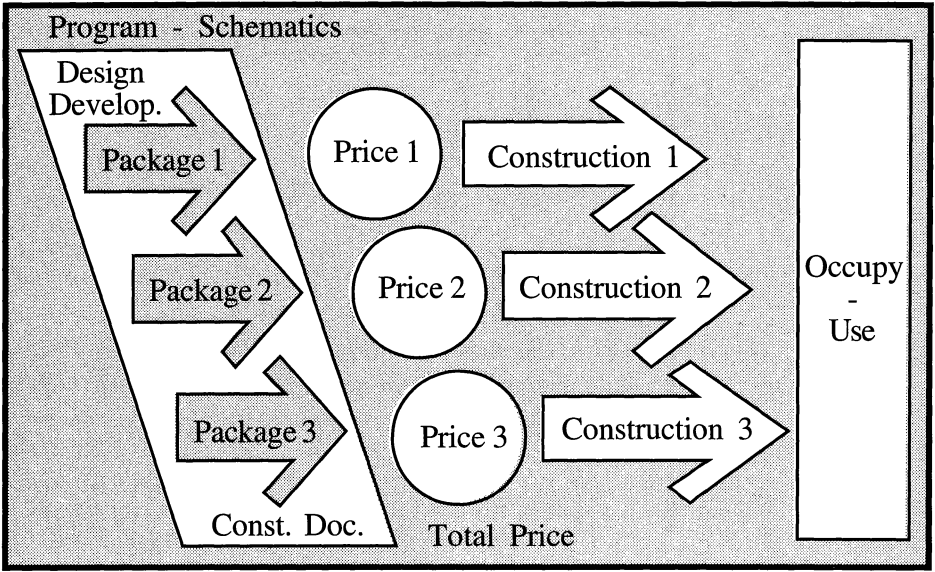 Program - Schematics
Design
Develop.
Package 1
Price 1
Construction 1
Package 2
Price 2
Construction 2
Occupy
-
Use
Package 3
Price 3
Construction 3
Const. Doc.
Total Price